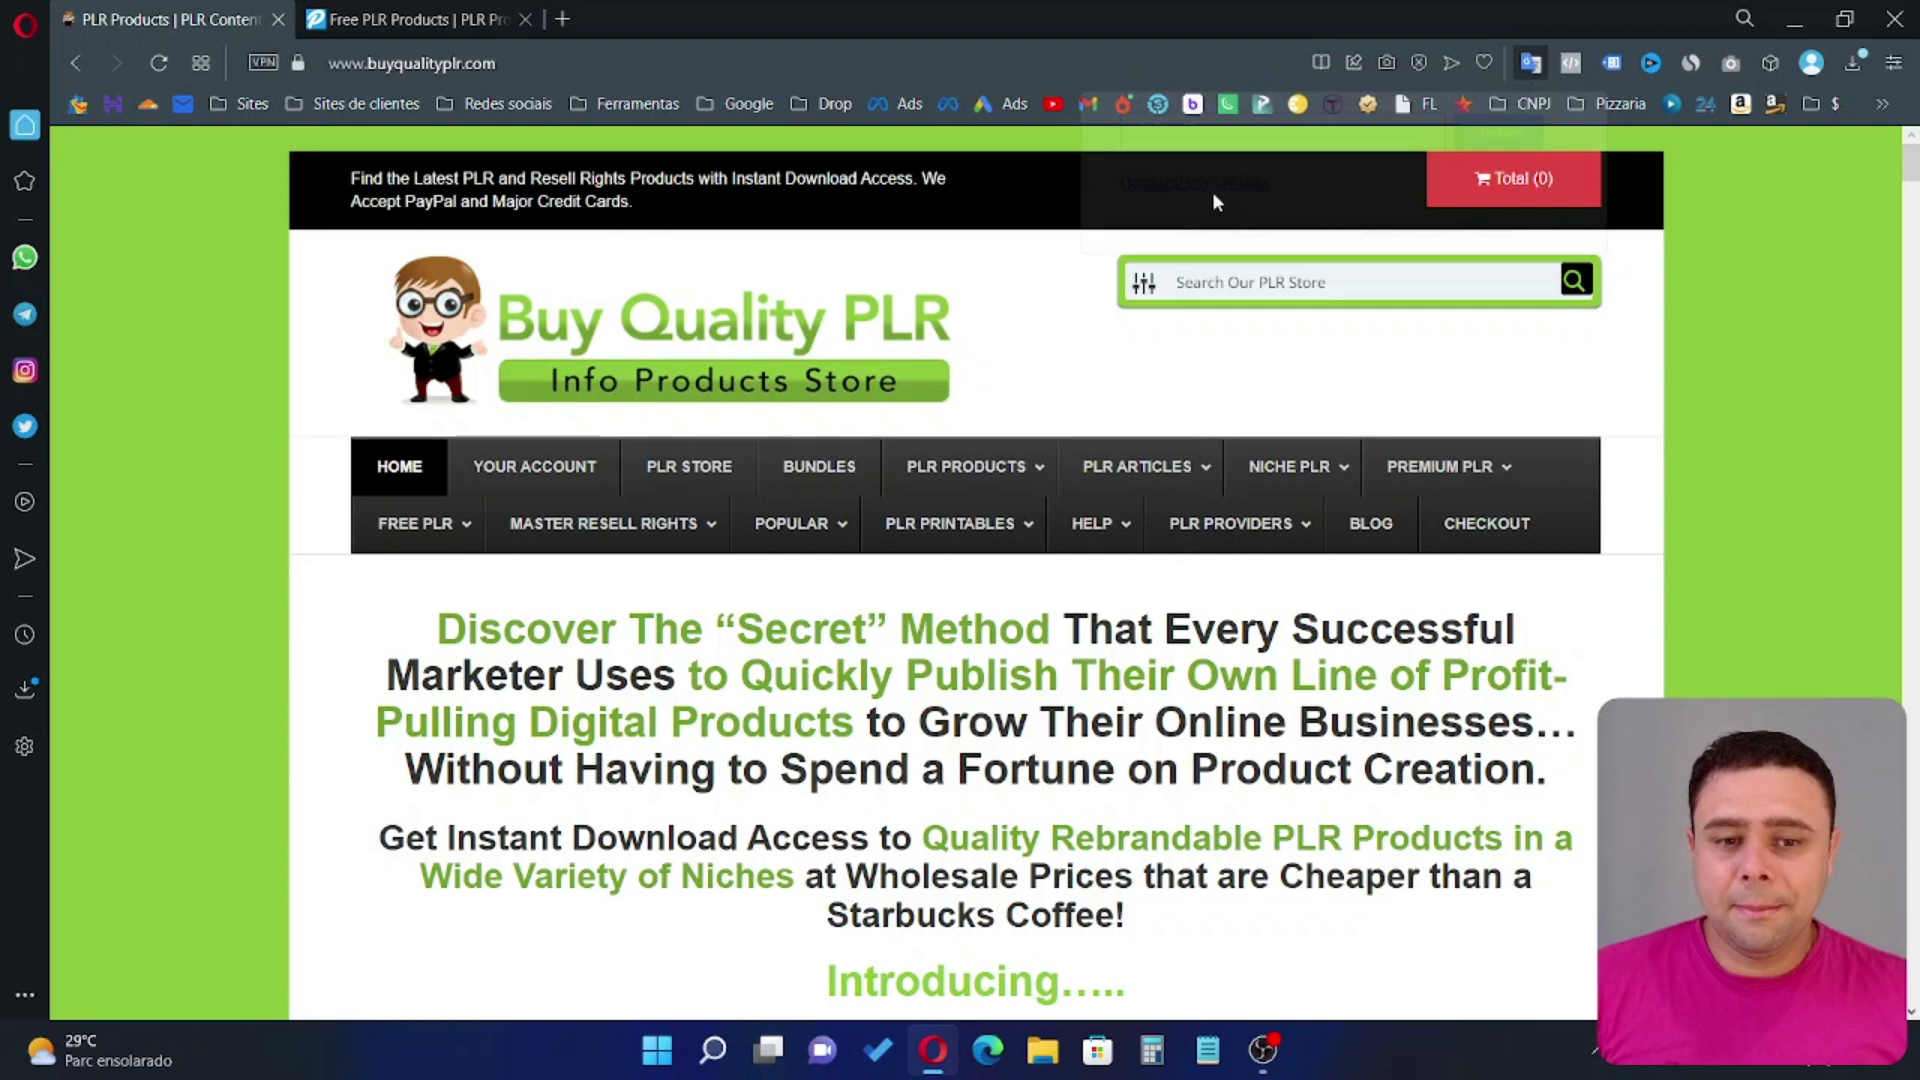 PLR Products | PLR Content
Free PLR Products | PLR Pro
VPN
www.buyqualityplr.com
Sites
Sites de clientes
Redes sociais
Ferramentas
Google
Drop
Ads
Ads
FL
CNPJ
Pizzaria
24
$
Find the Latest PLR and Resell Rights Products with Instant Download Access. We
Accept PayPal and Major Credit Cards.
Total (0)
Search Our PLR Store
Buy Quality PLR
Info Products Store
HOME
YOUR ACCOUNT
PLR STORE
BUNDLES
PLR PRODUCTS
PLR ARTICLES
NICHE PLR
PREMIUM PLR
FREE PLR
MASTER RESELL RIGHTS
POPULAR
PLR PRINTABLES
HELP
PLR PROVIDERS
BLOG
CHECKOUT
Discover The “Secret” Method That Every Successful
Marketer Uses to Quickly Publish Their Own Line of Profit-
Pulling Digital Products to Grow Their Online Businesses…
Without Having to Spend a Fortune on Product Creation.
Get Instant Download Access to Quality Rebrandable PLR Products in a
Wide Variety of Niches at Wholesale Prices that are Cheaper than a
Starbucks Coffee!
Introducing…..
29°C
Parc ensolarado